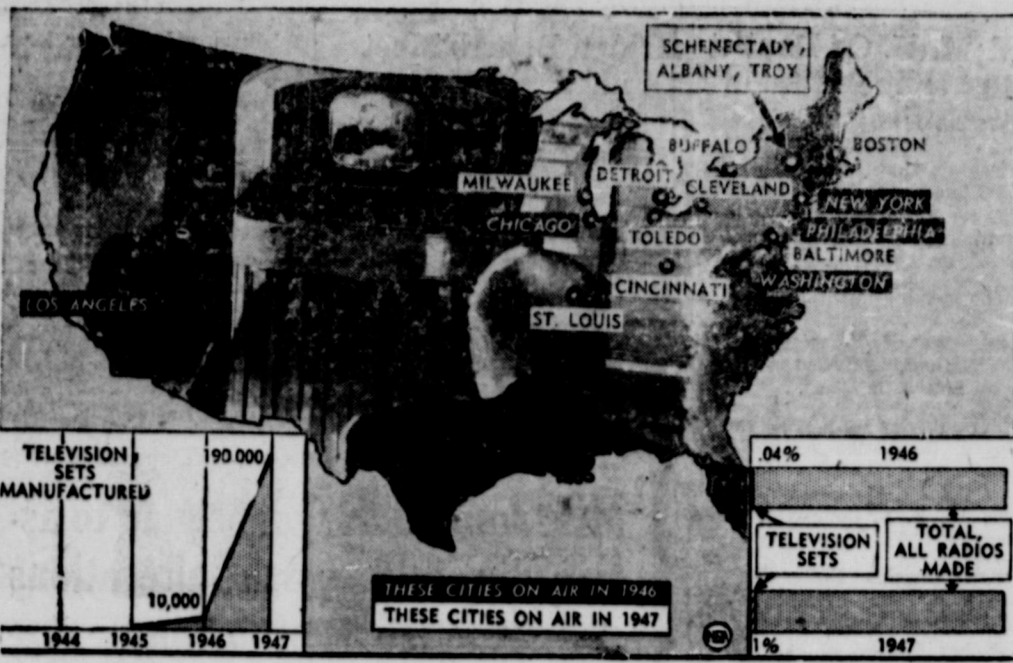 SCHENECTADY,
ALBANY, TROY
BUFFALO
BOSTON
MILWAUKEE
DETROIT
CLEVELAND
NEW YORK
CHICAGO
TOLEDO
PHILADELPHIA
BALTIMORE
CINCINNATI
WASHINGTON
LOS ANGELES
ST. LOUIS
TELEVISION
SETS
MANUFACTURED
190 000
10,000
1944 1945 1946 1947
THESE CITIES ON AIR IN 1946
THESE CITIES ON AIR IN 1947
NEA
.04% 1946
TELEVISION
SETS
TOTAL,
ALL RADIOS
MADE
1% 1947